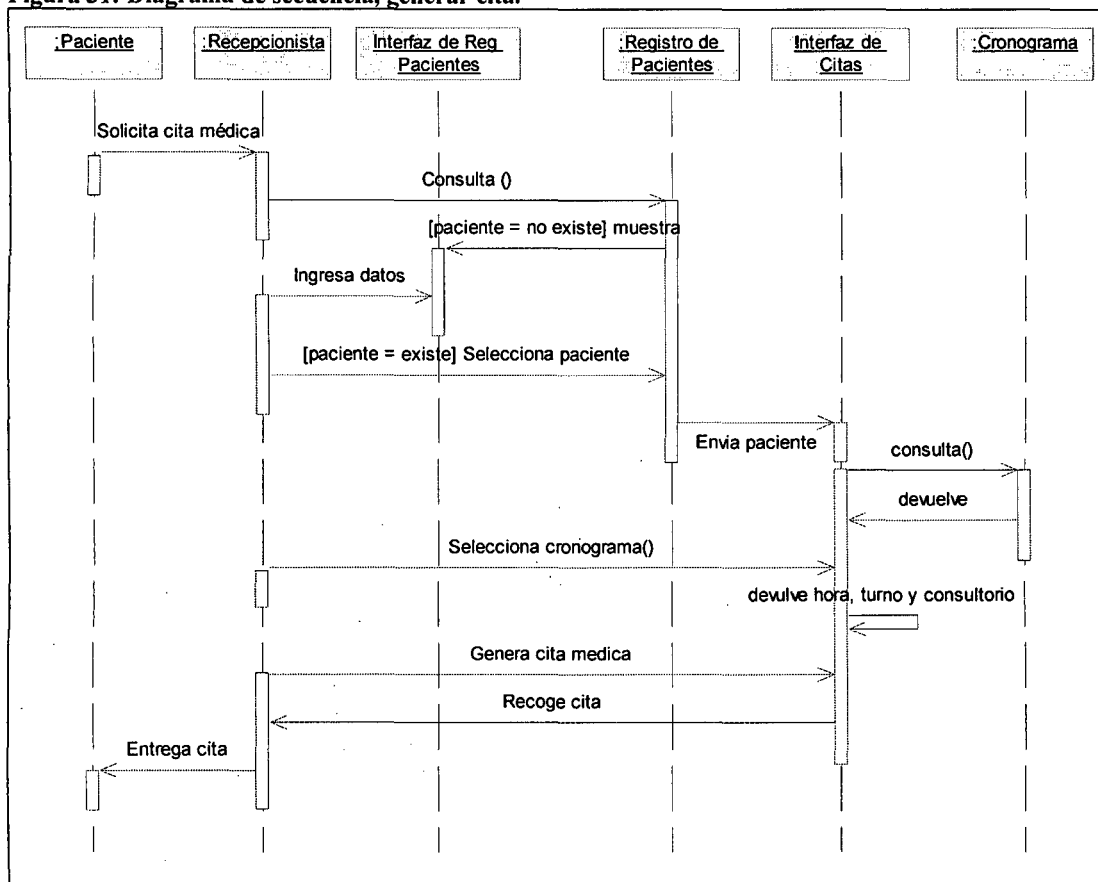 Figura 31: Diagrama de secuencia, generar cita.
:Paciente
:Recepcionista
Interfaz de Reg
Pacientes
:Registro de
Pacientes
Interfaz de
Citas
:Cronograma
Solicita cita médica
Consulta ()
[paciente = no existe] muestra
Ingresa datos
[paciente = existe] Selecciona paciente
Envia paciente
consulta()
devuelve
Selecciona cronograma()
devulve hora, turno y consultorio
Genera cita medica
Recoge cita
Entrega cita